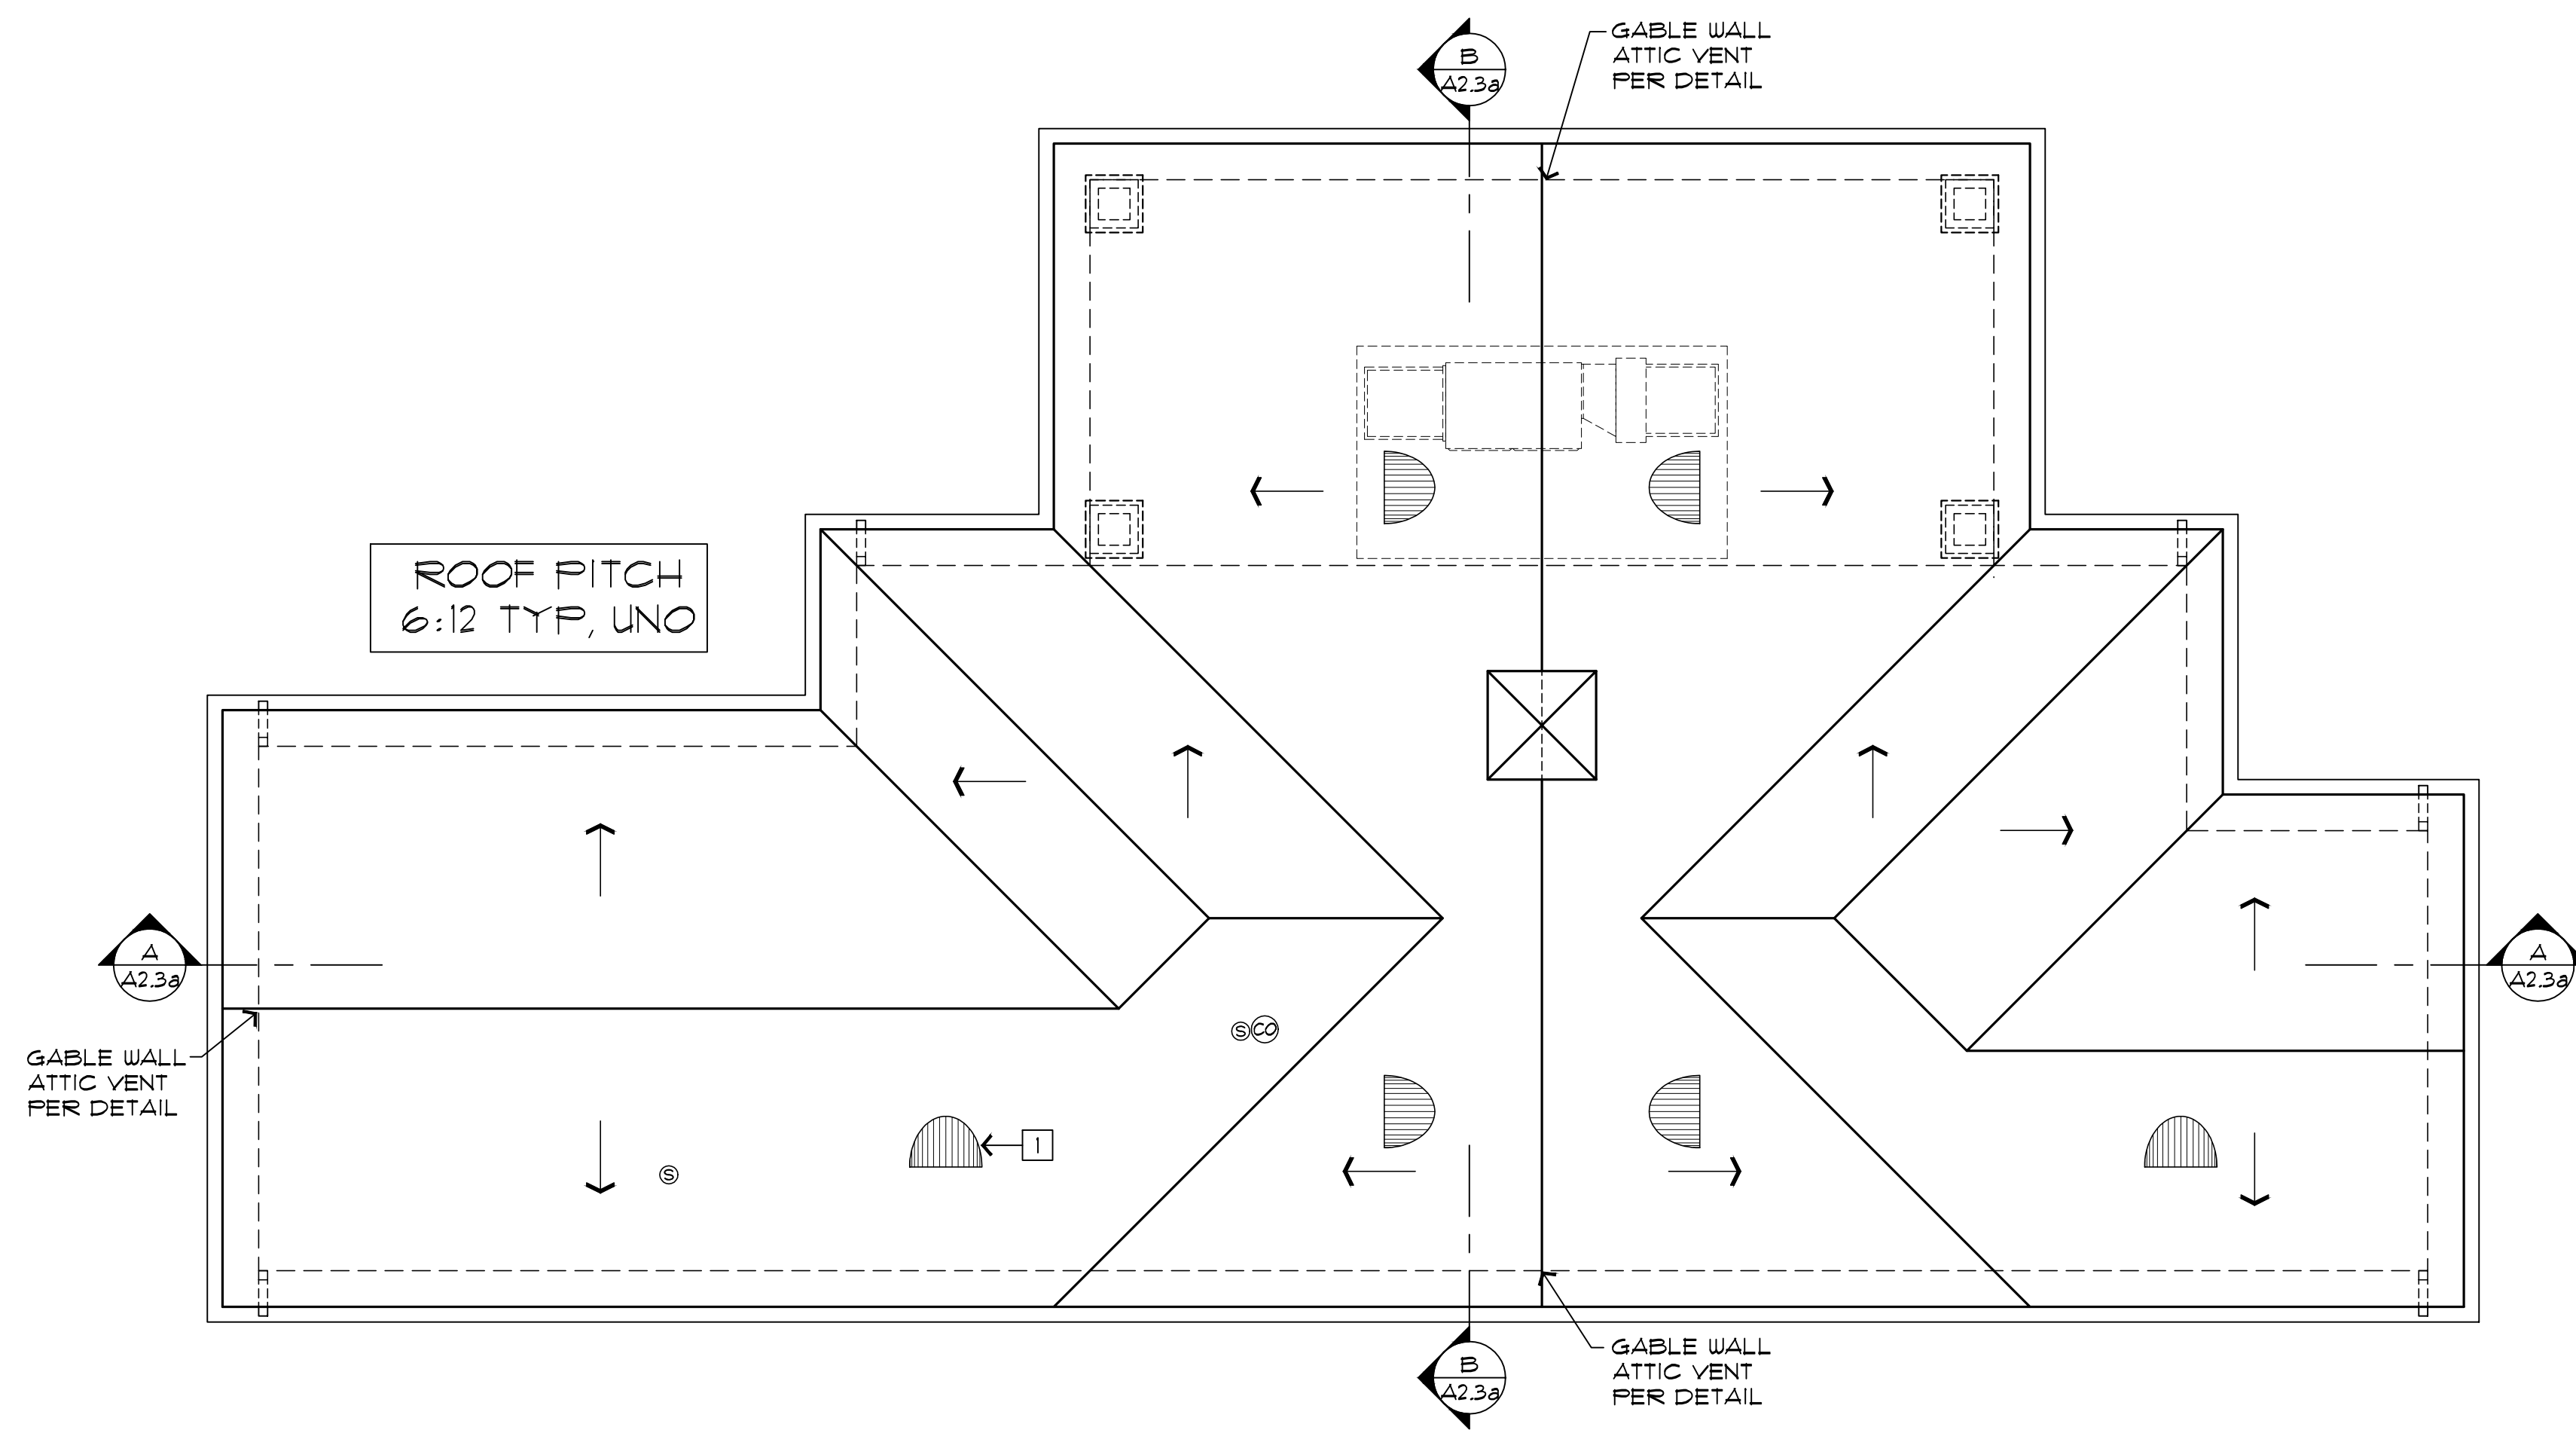 B
A2.3a
GABLE WALL
ATTIC VENT
PER DETAIL
ROOF PITCH
6:12 TYP, UNO
A
A2.3a
A
A2.3a
GABLE WALL
ATTIC VENT
PER DETAIL
S CO
1
S
B
A2.3a
GABLE WALL
ATTIC VENT
PER DETAIL